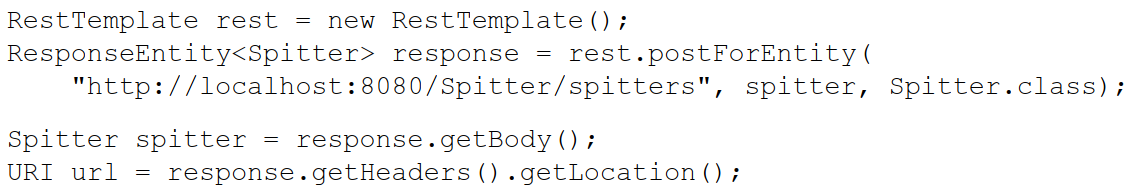 RestTemplate rest = new RestTemplate();
ResponseEntity<Spitter> response = rest.postForEntity(
    "http://localhost:8080/Spitter/spitters", spitter, Spitter.class);
Spitter spitter = response.getBody();
URI url = response.getHeaders().getLocation();